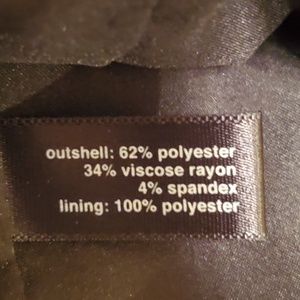 outshell: 62% polyester
34% viscose rayon
4% spandex
lining: 100% polyester